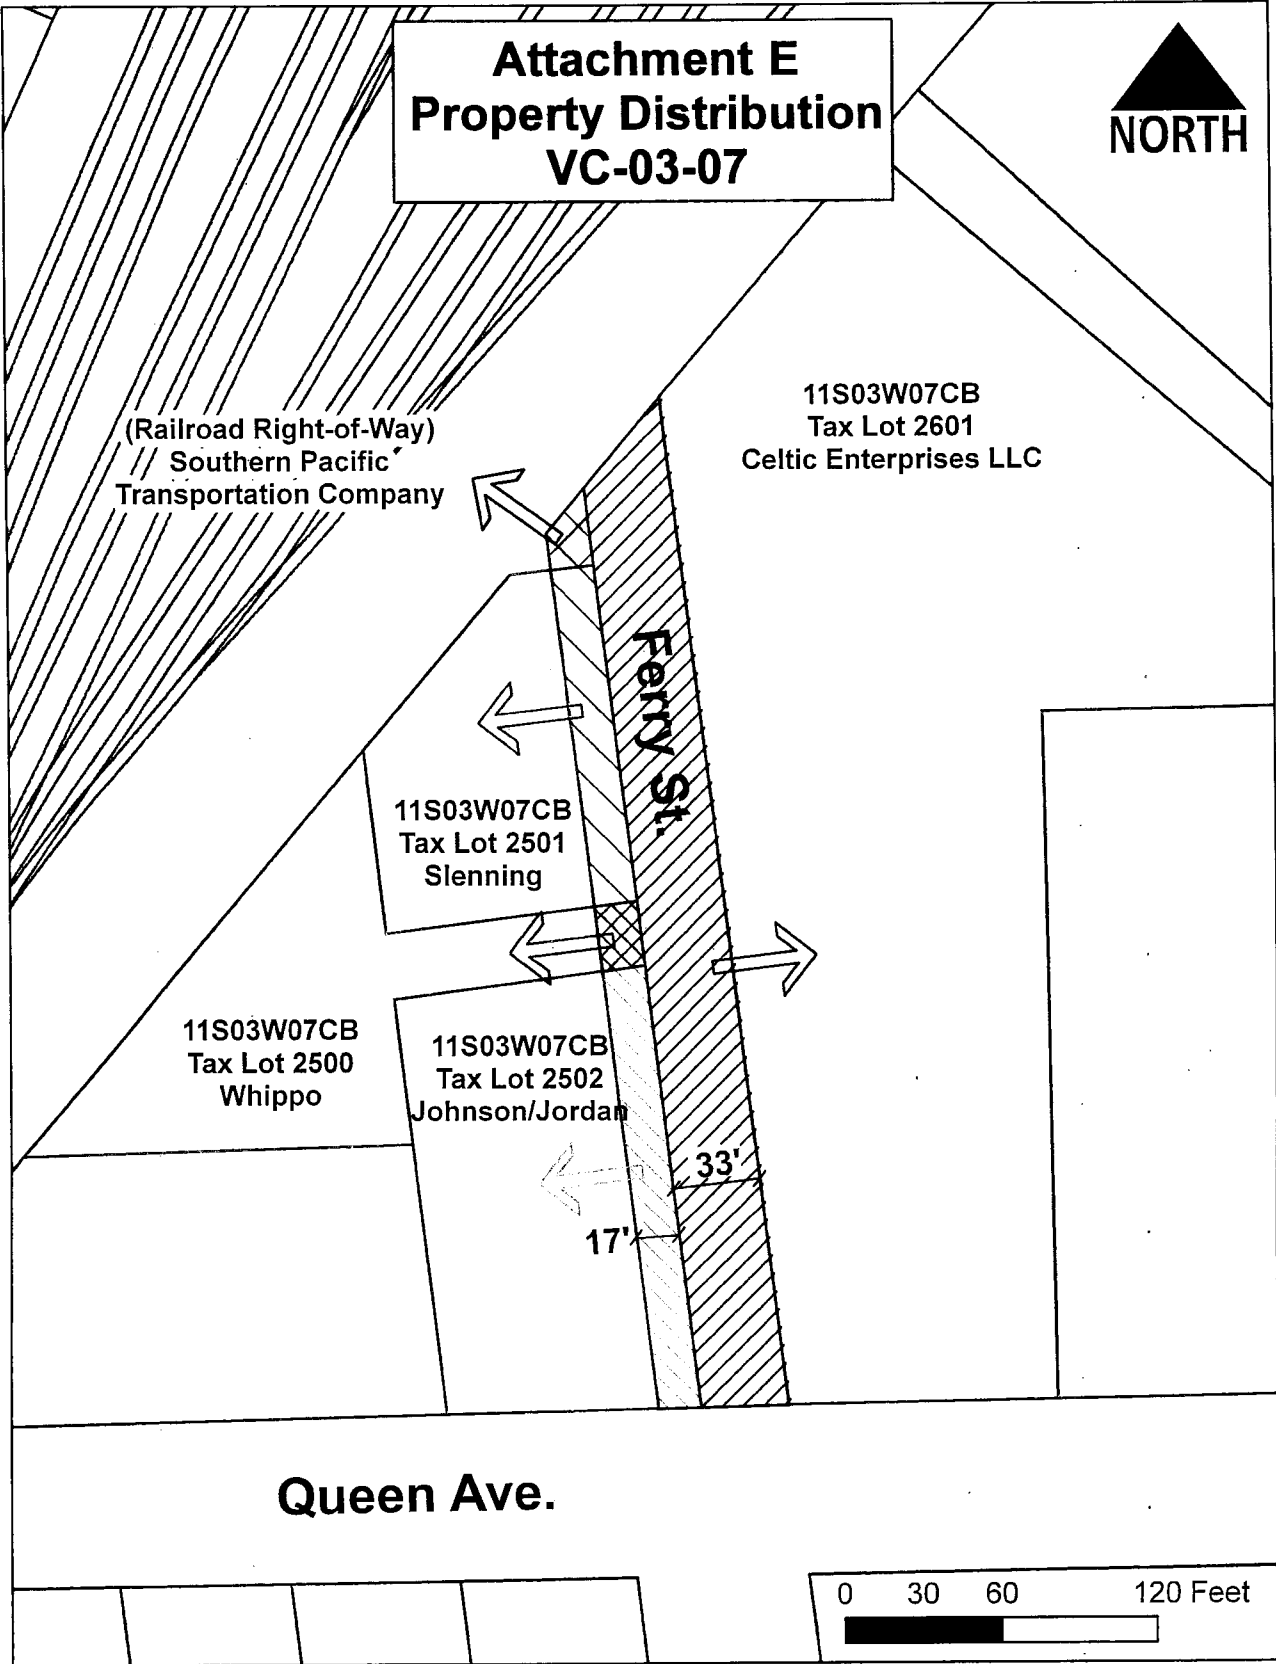 Attachment E
Property Distribution
VC-03-07
NORTH
11S03W07CB
Tax Lot 2601
Celtic Enterprises LLC
(Railroad Right-of-Way)
Southern Pacific
Transportation Company
Ferry St.
11S03W07CB
Tax Lot 2501
Slenning
11S03W07CB
Tax Lot 2500
Whippo
11S03W07CB
Tax Lot 2502
Johnson/Jordan
33'
17'
Queen Ave.
0 30 60 120 Feet